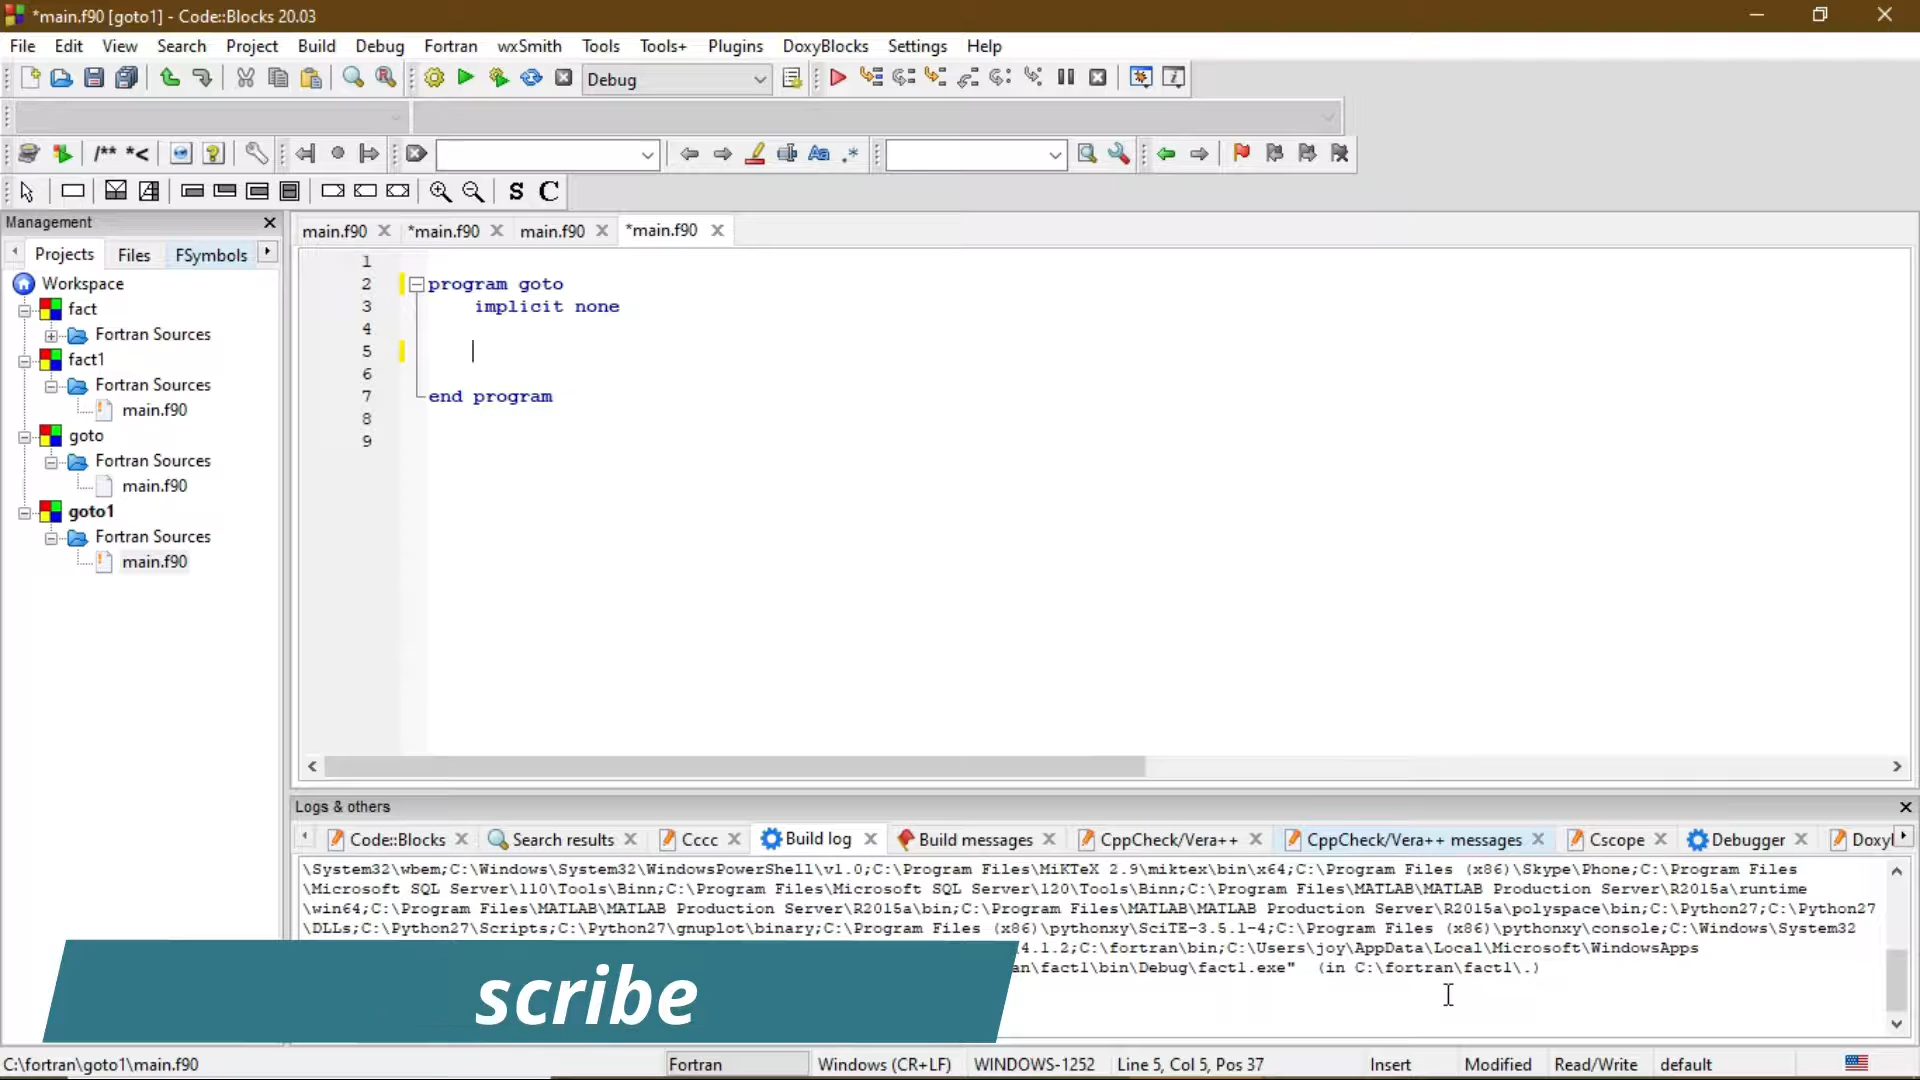 *main.f90 [goto1] - Code::Blocks 20.03
File Edit View Search Project Build Debug Fortran wxSmith Tools Tools+ Plugins DoxyBlocks Settings Help
Debug
/** *<
S C
Management
Projects Files FSymbols
Workspace
fact
Fortran Sources
fact1
Fortran Sources
main.f90
goto
Fortran Sources
main.f90
goto1
Fortran Sources
main.f90
main.f90 *main.f90 main.f90 *main.f90
1
2 program goto
3 implicit none
4
5
6
7 end program
8
9
Logs & others
Code::Blocks Search results Cccc Build log Build messages CppCheck/Vera++ CppCheck/Vera++ messages Cscope Debugger Doxyl
\System32\wbem;C:\Windows\System32\WindowsPowerShell\v1.0;C:\Program Files\MiKTeX 2.9\miktex\bin\x64;C:\Program Files (x86)\Skype\Phone;C:\Program Files
\Microsoft SQL Server\110\Tools\Binn;C:\Program Files\Microsoft SQL Server\120\Tools\Binn;C:\Program Files\MATLAB\MATLAB Production Server\R2015a\runtime
\win64;C:\Program Files\MATLAB\MATLAB Production Server\R2015a\bin;C:\Program Files\MATLAB\MATLAB Production Server\R2015a\polyspace\bin;C:\Python27;C:\Python27
\DLLs;C:\Python27\Scripts;C:\Python27\gnuplot\binary;C:\Program Files (x86)\pythonxy\SciTE-3.5.1-4;C:\Program Files (x86)\pythonxy\console;C:\Windows\System32
4.1.2;C:\fortran\bin;C:\Users\joy\AppData\Local\Microsoft\WindowsApps
an\fact1\bin\Debug\fact1.exe" (in C:\fortran\fact1\.)
scribe
C:\fortran\goto1\main.f90 Fortran Windows (CR+LF) WINDOWS-1252 Line 5, Col 5, Pos 37 Insert Modified Read/Write default